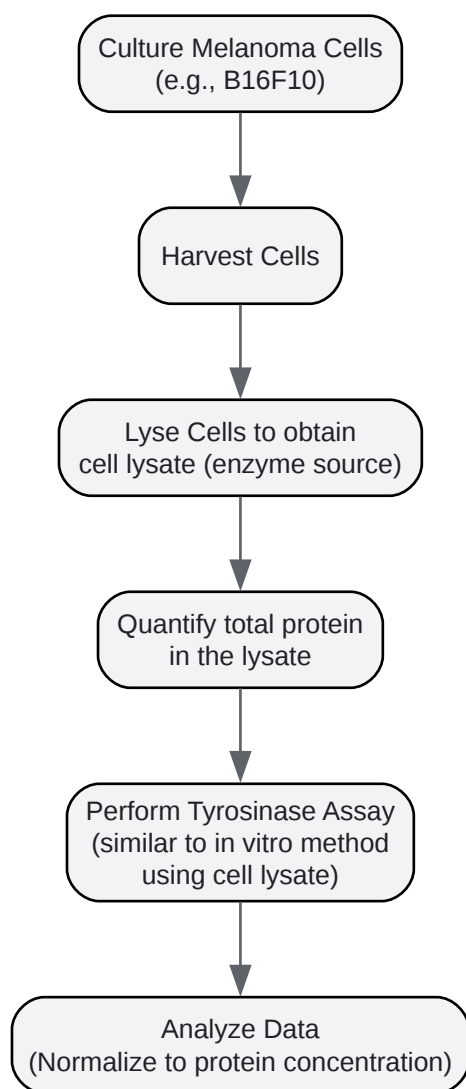 Culture Melanoma Cells
(e.g., B16F10)
Harvest Cells
Lyse Cells to obtain
cell lysate (enzyme source)
Quantify total protein
in the lysate
Perform Tyrosinase Assay
(similar to in vitro method
using cell lysate)
Analyze Data
(Normalize to protein concentration)